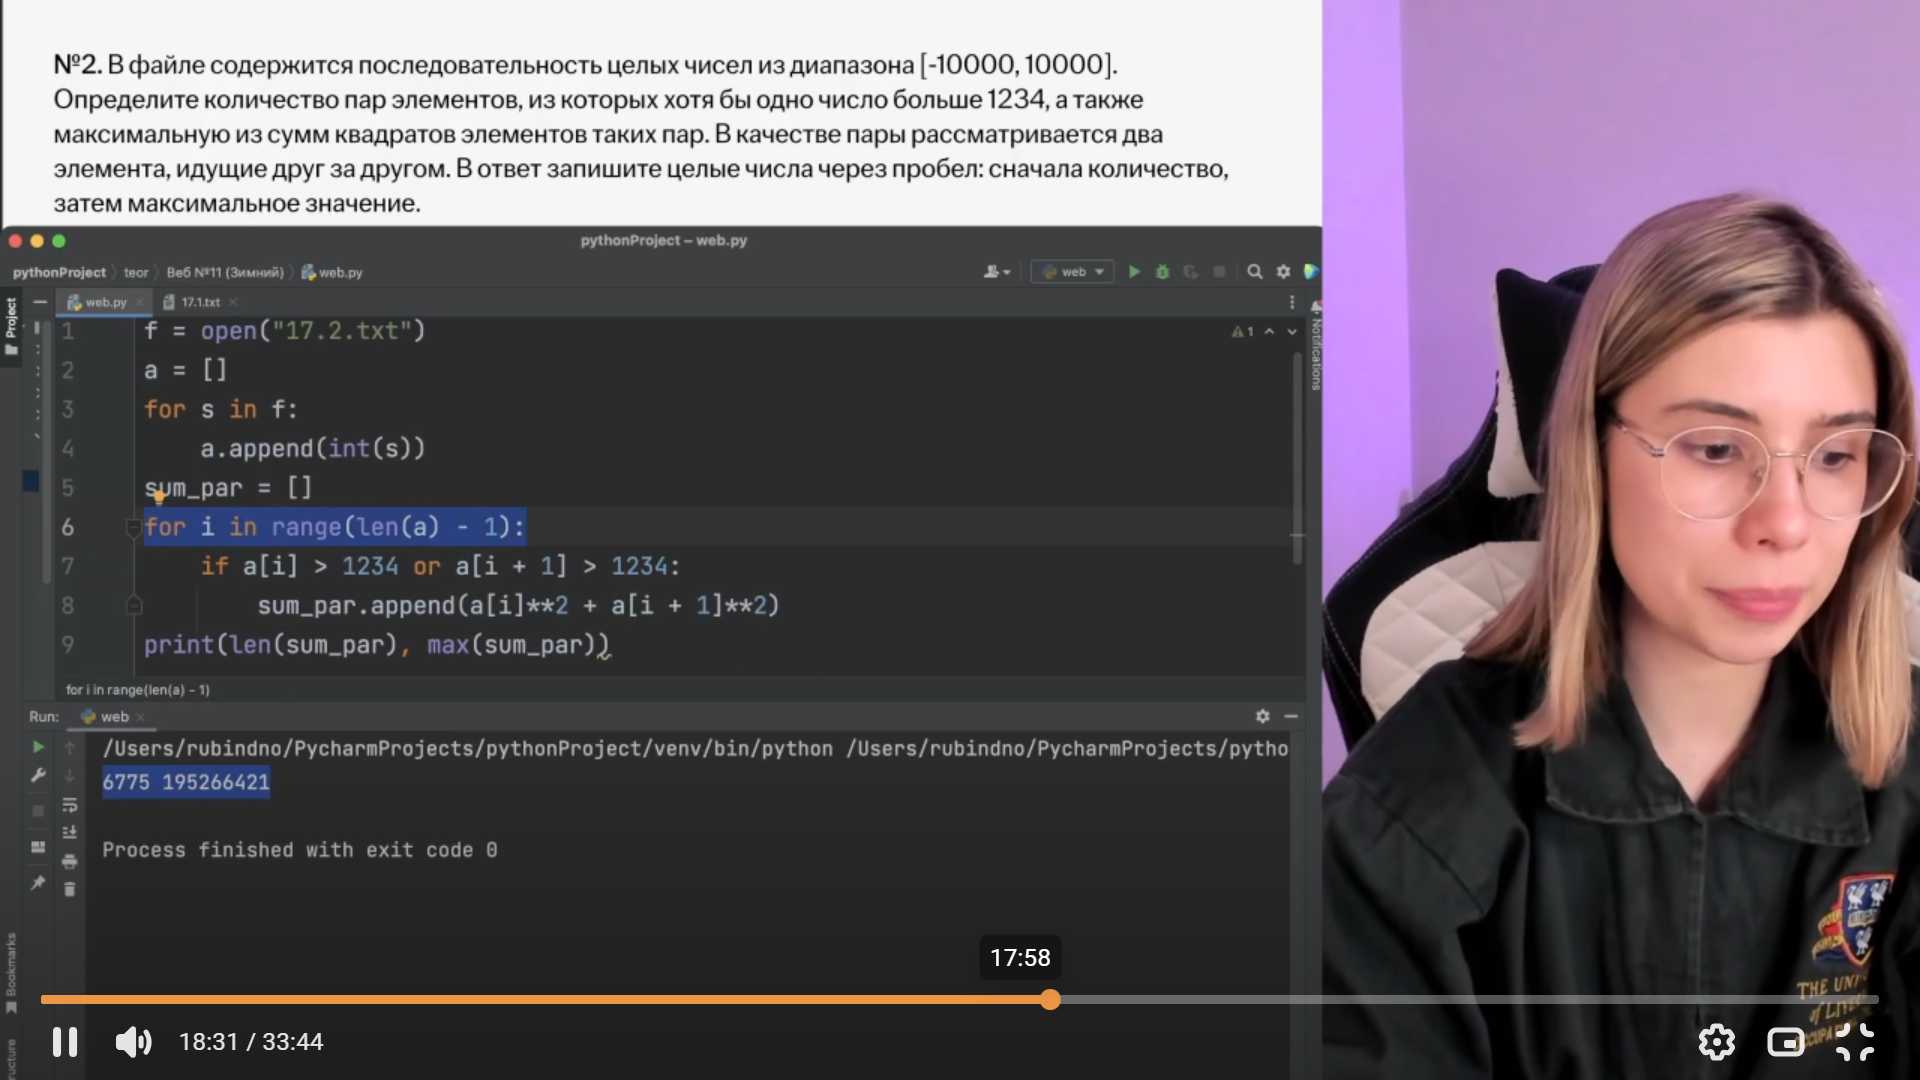 №2. В файле содержится последовательность целых чисел из диапазона [-10000, 10000].
Определите количество пар элементов, из которых хотя бы одно число больше 1234, а также
максимальную из сумм квадратов элементов таких пар. В качестве пары рассматривается два
элемента, идущие друг за другом. В ответ запишите целые числа через пробел: сначала количество,
затем максимальное значение.
pythonProject – web.py
pythonProject teor Веб №11 (Зимний) web.py
web
web.py 17.1.txt
Project
Notifications
1 f = open("17.2.txt")
1
2 a = []
3 for s in f:
4 a.append(int(s))
5 sum_par = []
6 for i in range(len(a) - 1):
7 if a[i] > 1234 or a[i + 1] > 1234:
8 sum_par.append(a[i]**2 + a[i + 1]**2)
9 print(len(sum_par), max(sum_par))
for i in range(len(a) - 1)
Run: web
/Users/rubindno/PycharmProjects/pythonProject/venv/bin/python /Users/rubindno/PycharmProjects/pytho
6775 195266421
Process finished with exit code 0
Bookmarks
ructure
17:58
18:31 / 33:44
THE UNI
of LIVE